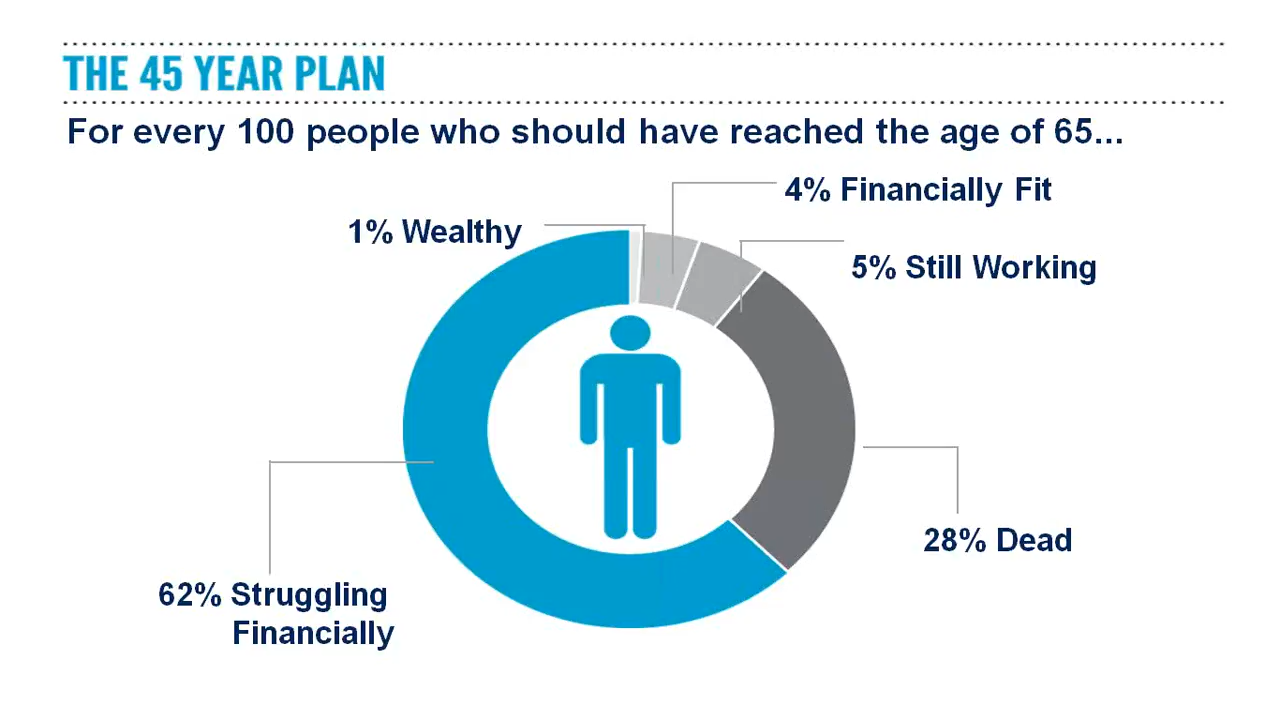 THE 45 YEAR PLAN
For every 100 people who should have reached the age of 65...
4% Financially Fit
1% Wealthy
5% Still Working
28% Dead
62% Struggling
Financially